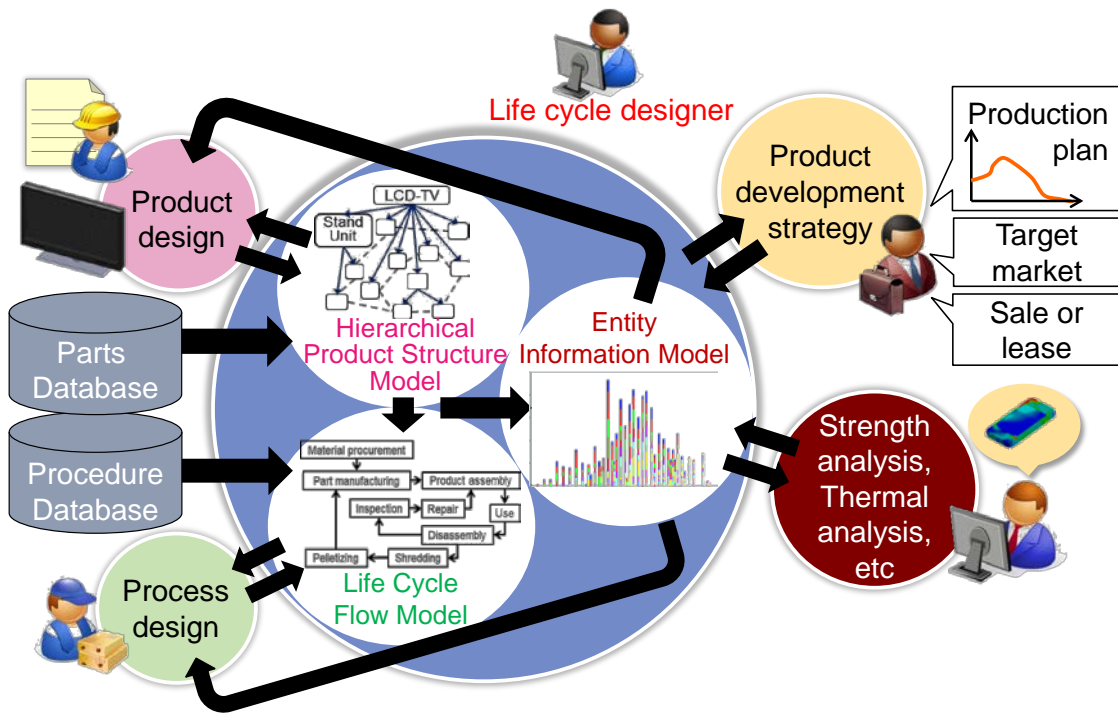 Life cycle designer
Product
design
LCD-TV
Stand
Unit
Hierarchical
Product Structure
Model
Product
development
strategy
Production
plan
Target
market
Sale or
lease
Parts
Database
Entity
Information Model
Procedure
Database
Material procurement
Part manufacturing
Product assembly
Inspection
Repair
Use
Disassembly
Pelletizing
Shredding
Life Cycle
Flow Model
Strength
analysis,
Thermal
analysis,
etc
Process
design